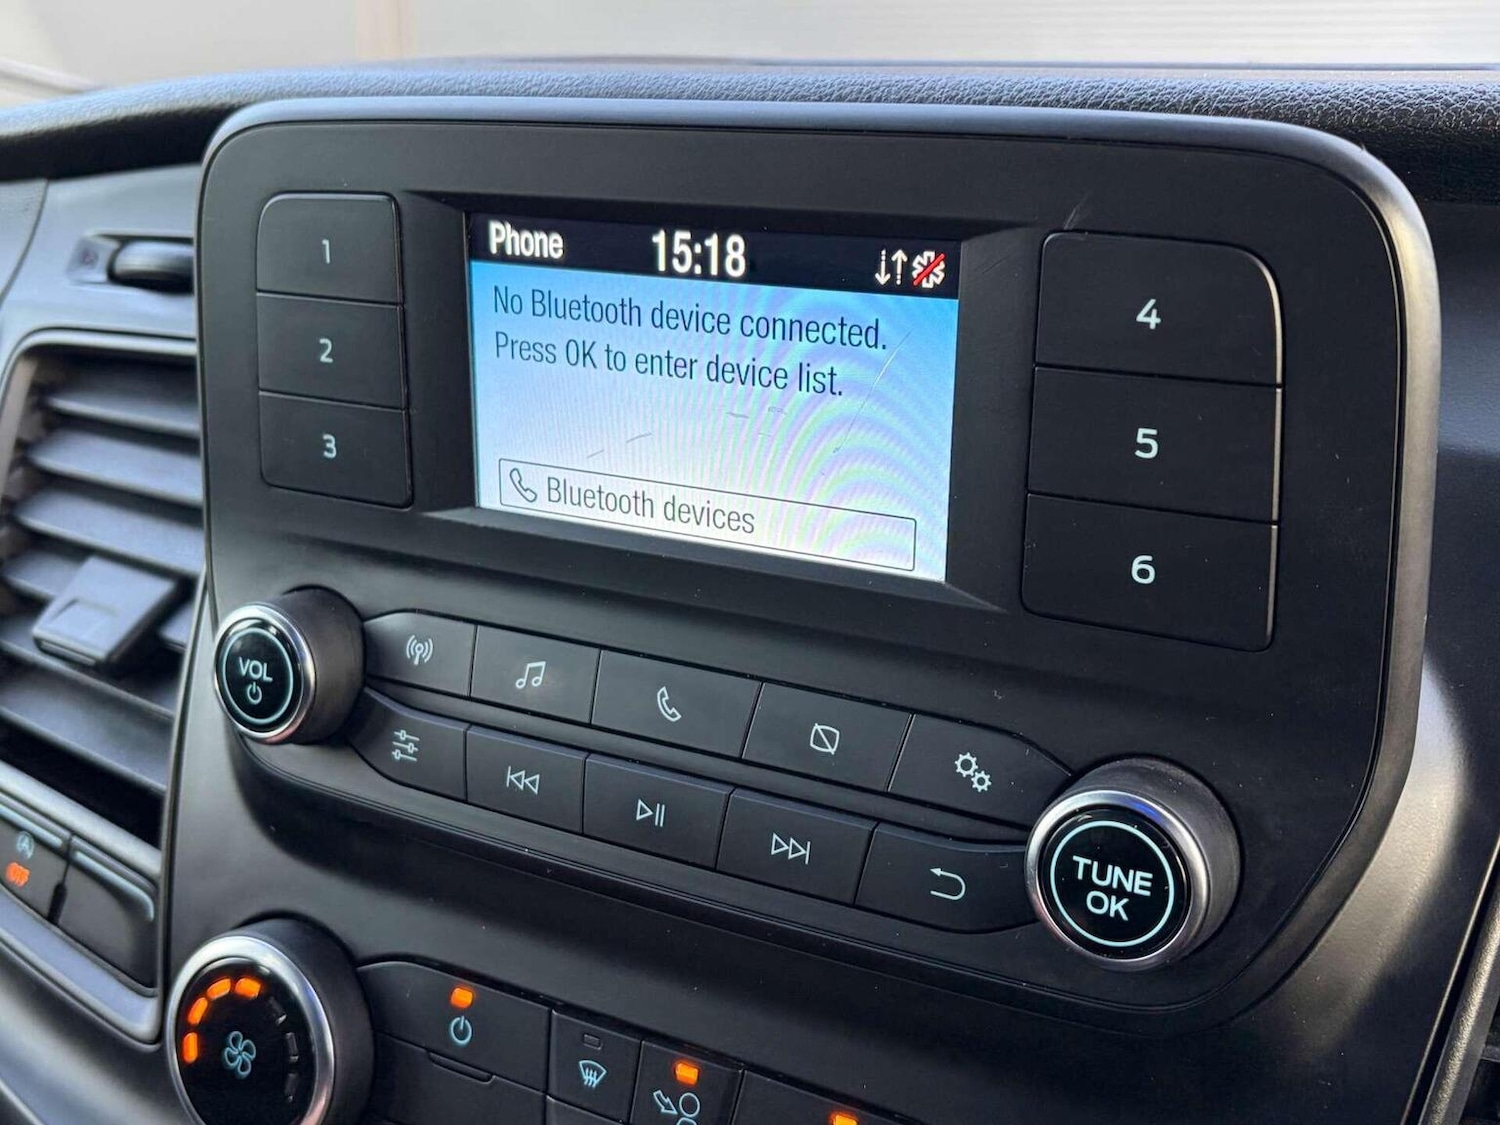 Phone 15:18
No Bluetooth device connected.
Press OK to enter device list.
Bluetooth devices
1
2
3
4
5
6
VOL
TUNE
OK
A
OFF